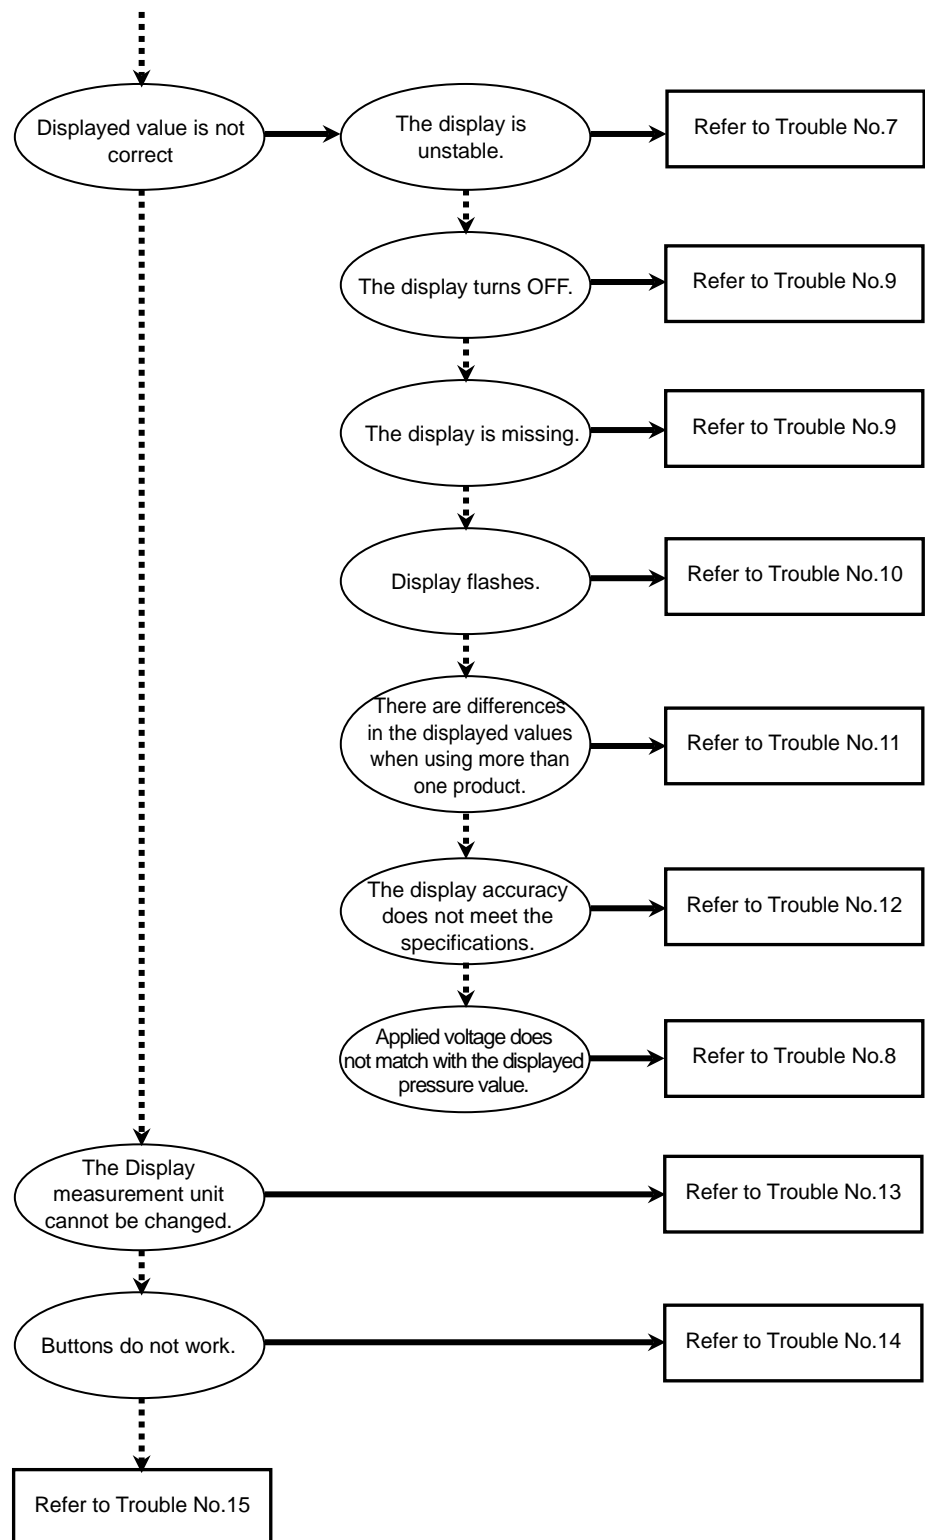 Displayed value is not
correct
The display is
unstable.
Refer to Trouble No.7
The display turns OFF.
Refer to Trouble No.9
The display is missing.
Refer to Trouble No.9
Display flashes.
Refer to Trouble No.10
There are differences
in the displayed values
when using more than
one product.
Refer to Trouble No.11
The display accuracy
does not meet the
specifications.
Refer to Trouble No.12
Applied voltage does
not match with the displayed
pressure value.
Refer to Trouble No.8
The Display
measurement unit
cannot be changed.
Refer to Trouble No.13
Buttons do not work.
Refer to Trouble No.14
Refer to Trouble No.15